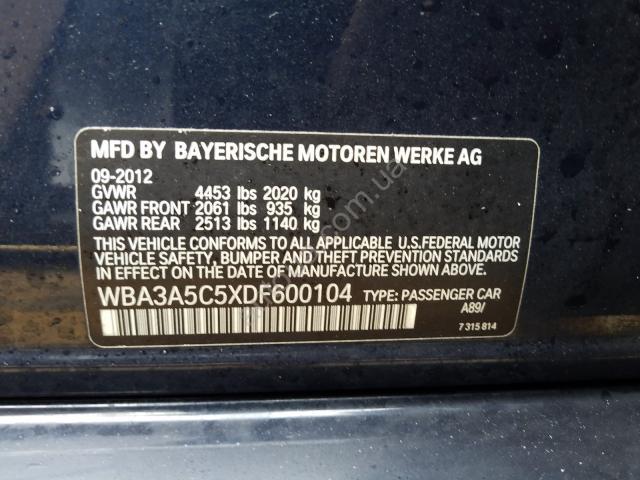 MFD BY BAYERISCHE MOTOREN WERKE AG
09-2012
GVWR 4453 lbs 2020 kg
GAWR FRONT 2061 lbs 935 kg
GAWR REAR 2513 lbs 1140 kg
THIS VEHICLE CONFORMS TO ALL APPLICABLE U.S.FEDERAL MOTOR
VEHICLE SAFETY, BUMPER AND THEFT PREVENTION STANDARDS IN
EFFECT ON THE DATE OF MANUFACTURE SHOWN ABOVE.
WBA3A5C5XDF600104 TYPE: PASSENGER CAR
A89/
7 315 814